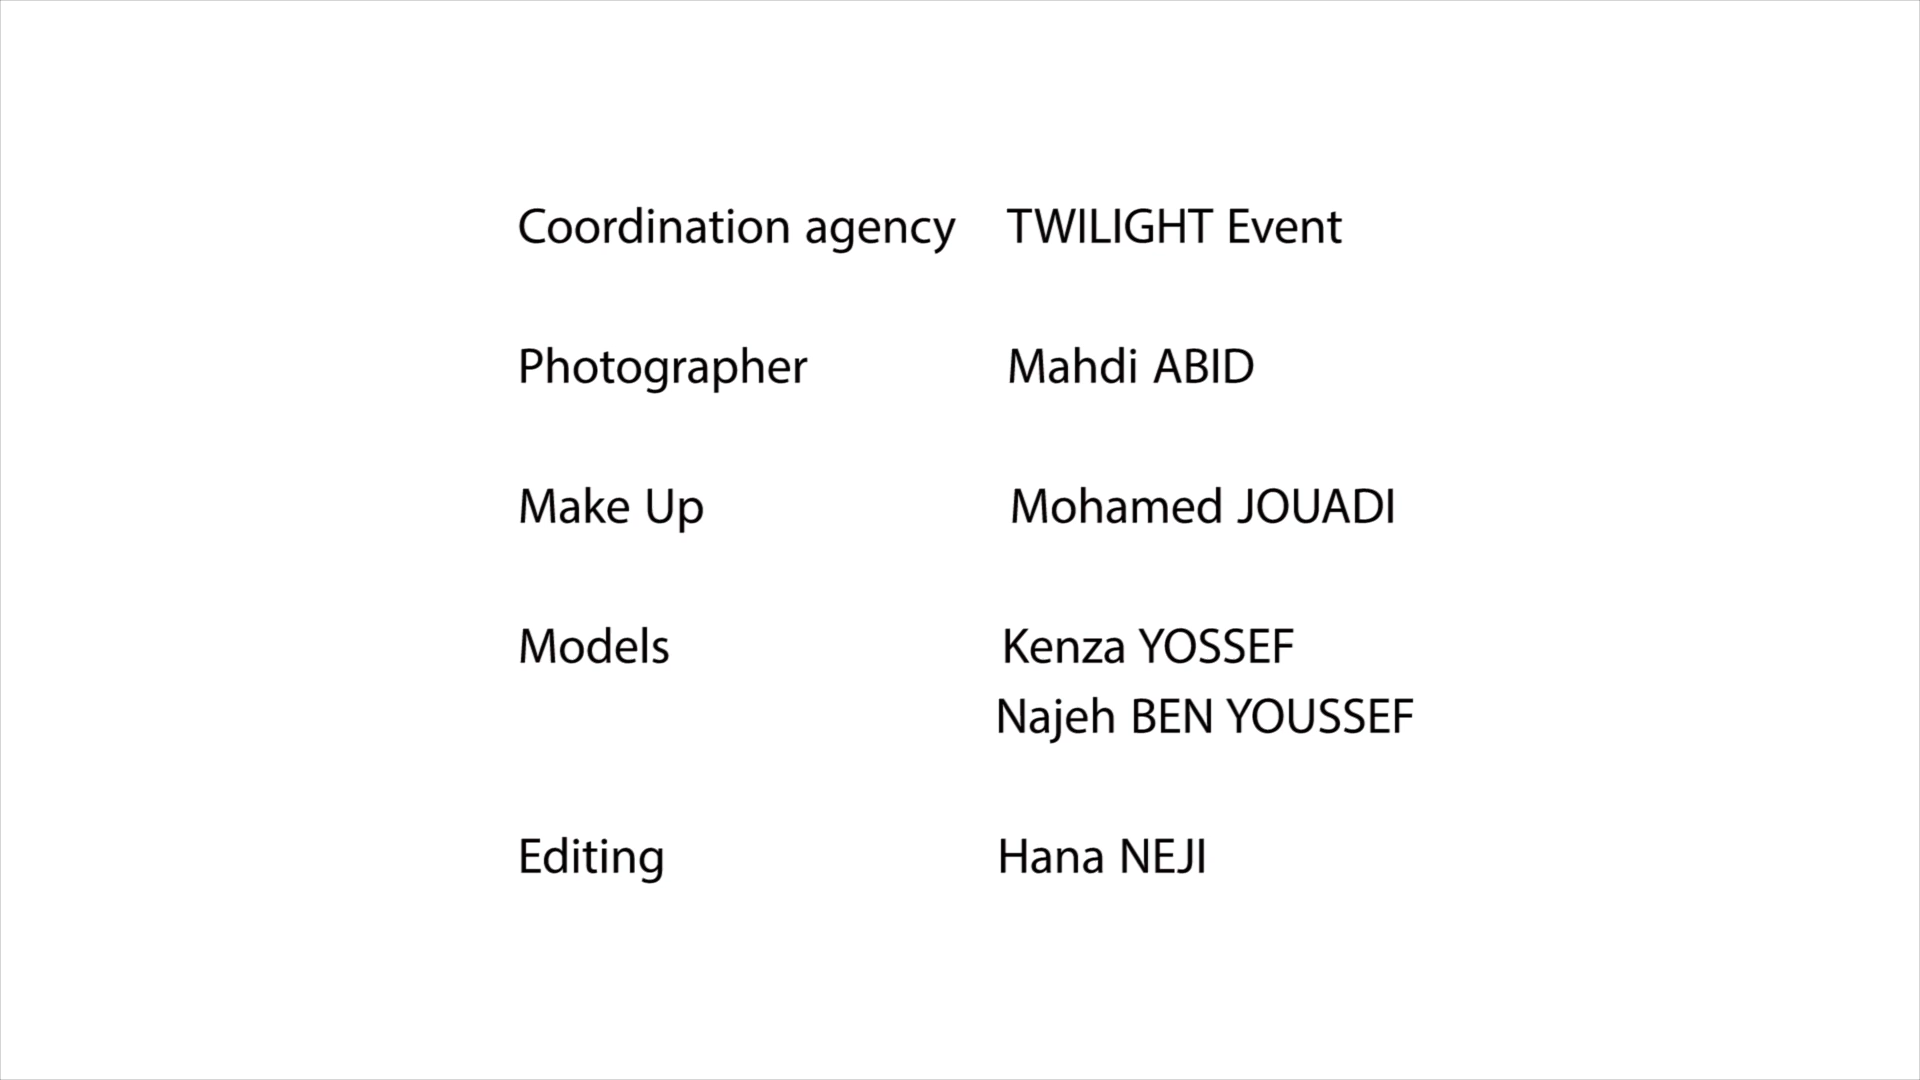 Coordination agency TWILIGHT Event
Photographer Mahdi ABID
Make Up Mohamed JOUADI
Models Kenza YOSSEF
Najeh BEN YOUSSEF
Editing Hana NEJI